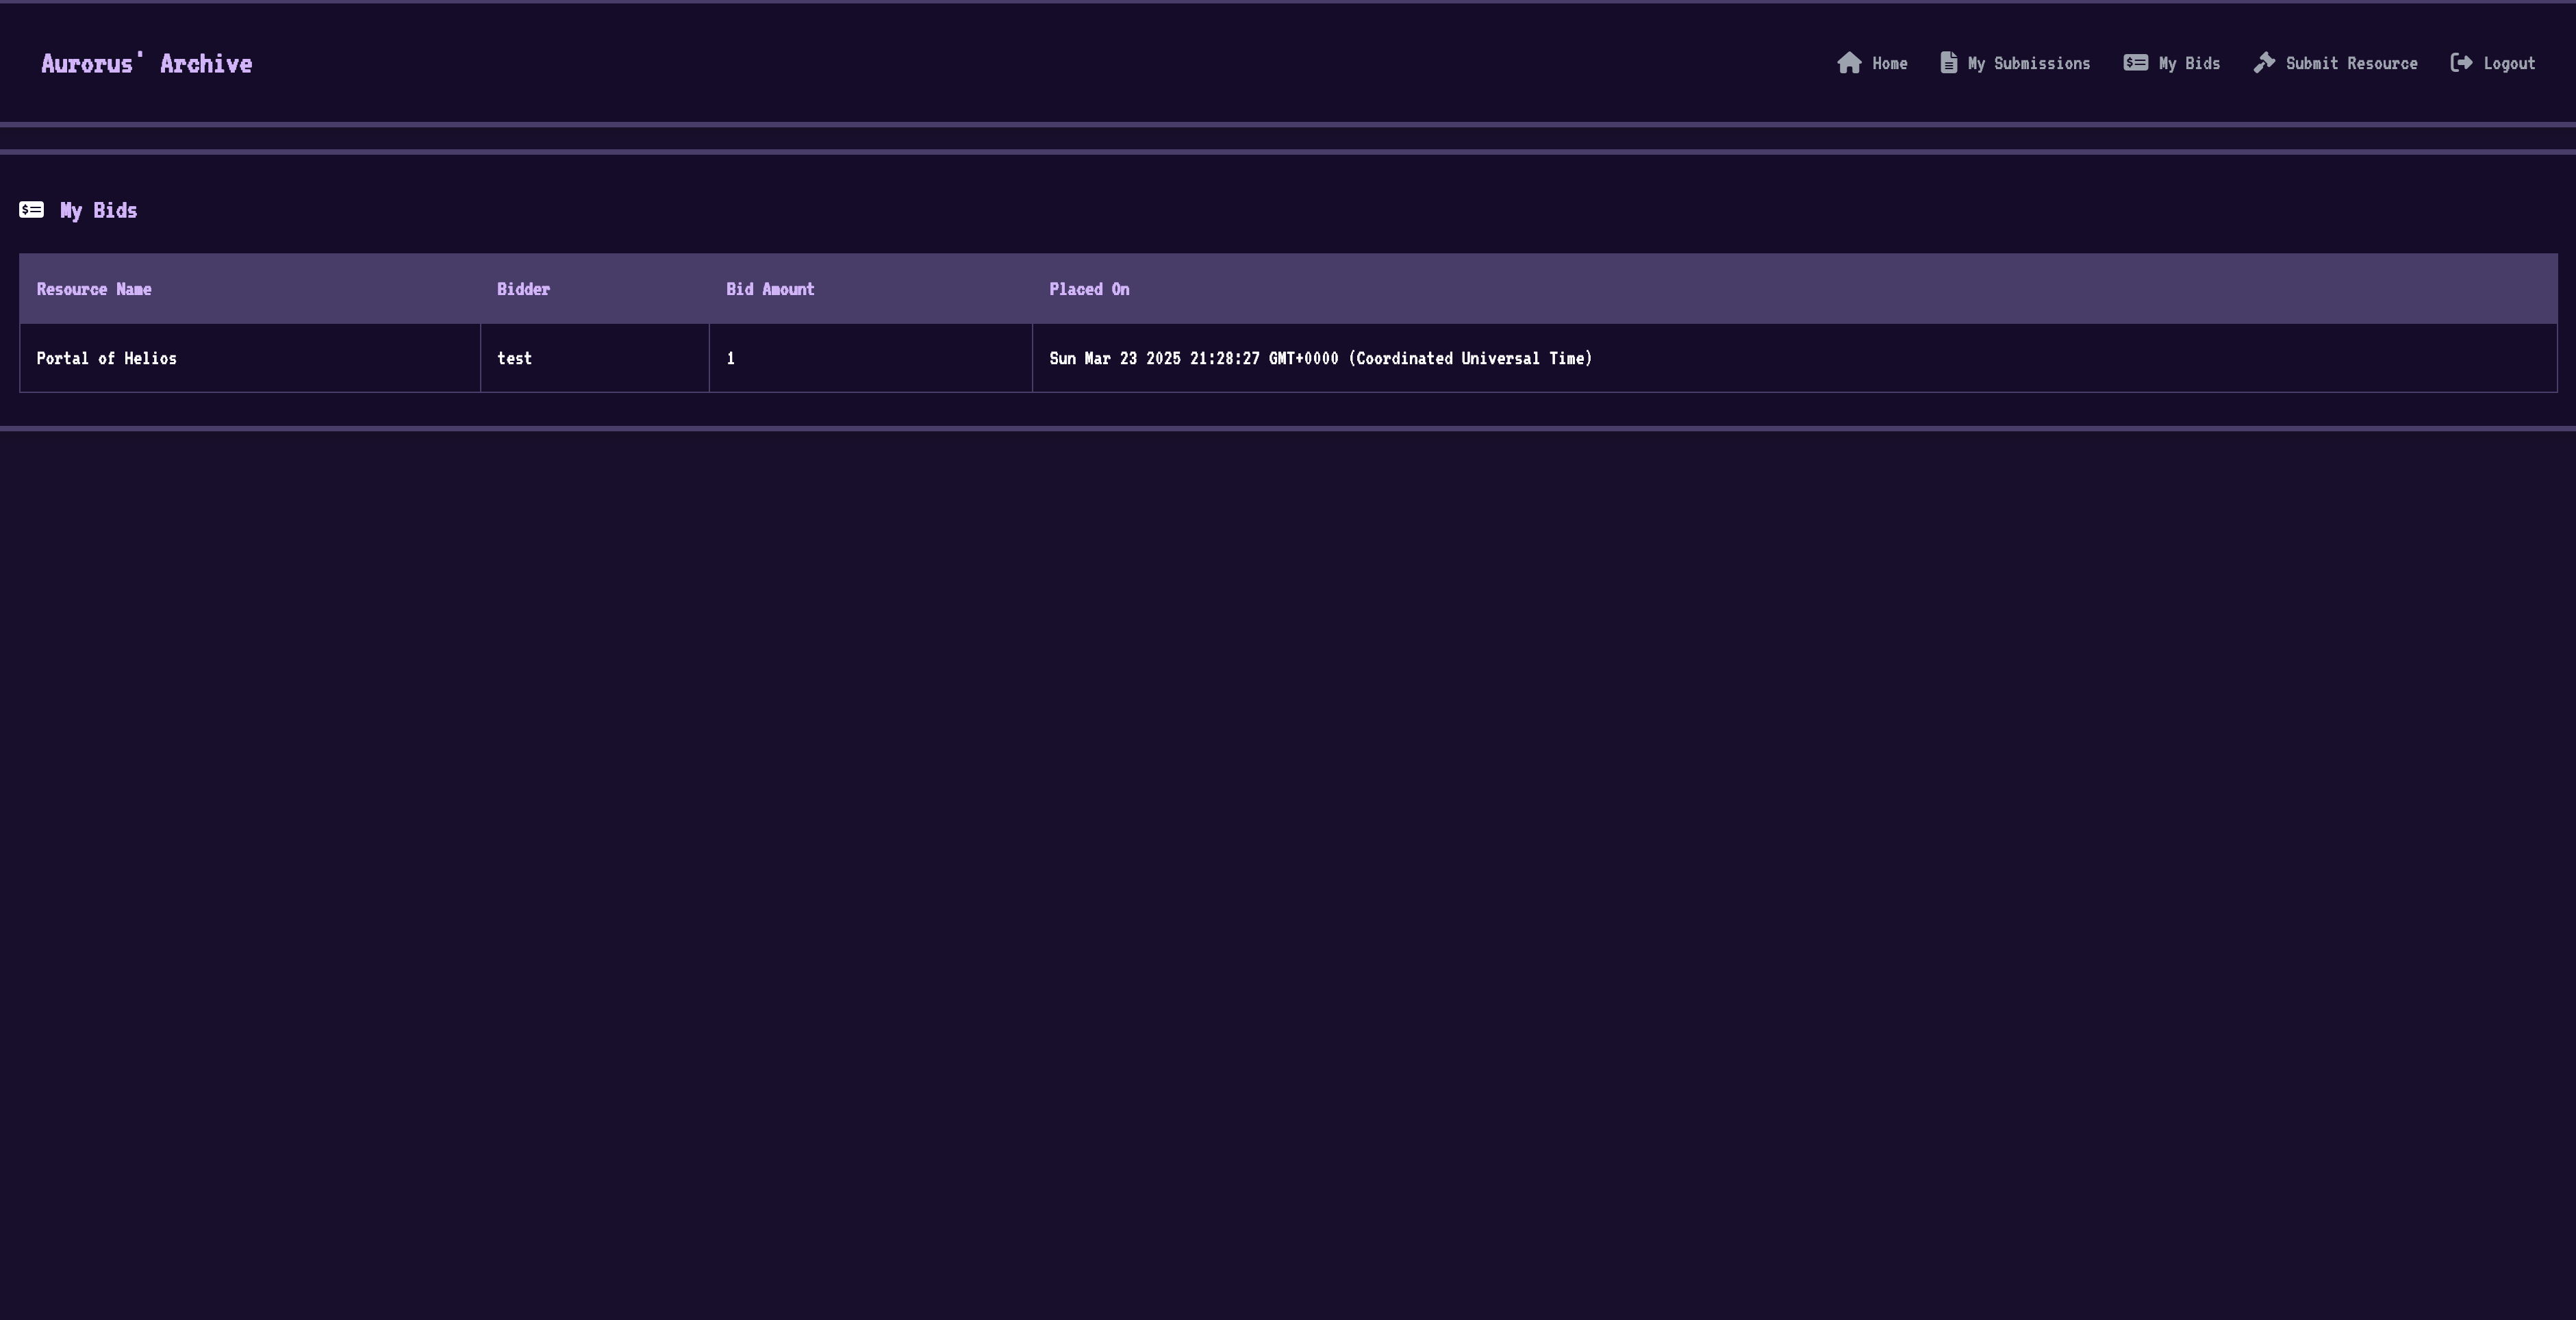 Aurorus' Archive
Home My Submissions My Bids Submit Resource Logout
My Bids
Resource Name Bidder Bid Amount Placed On
Portal of Helios test 1 Sun Mar 23 2025 21:28:27 GMT+0000 (Coordinated Universal Time)